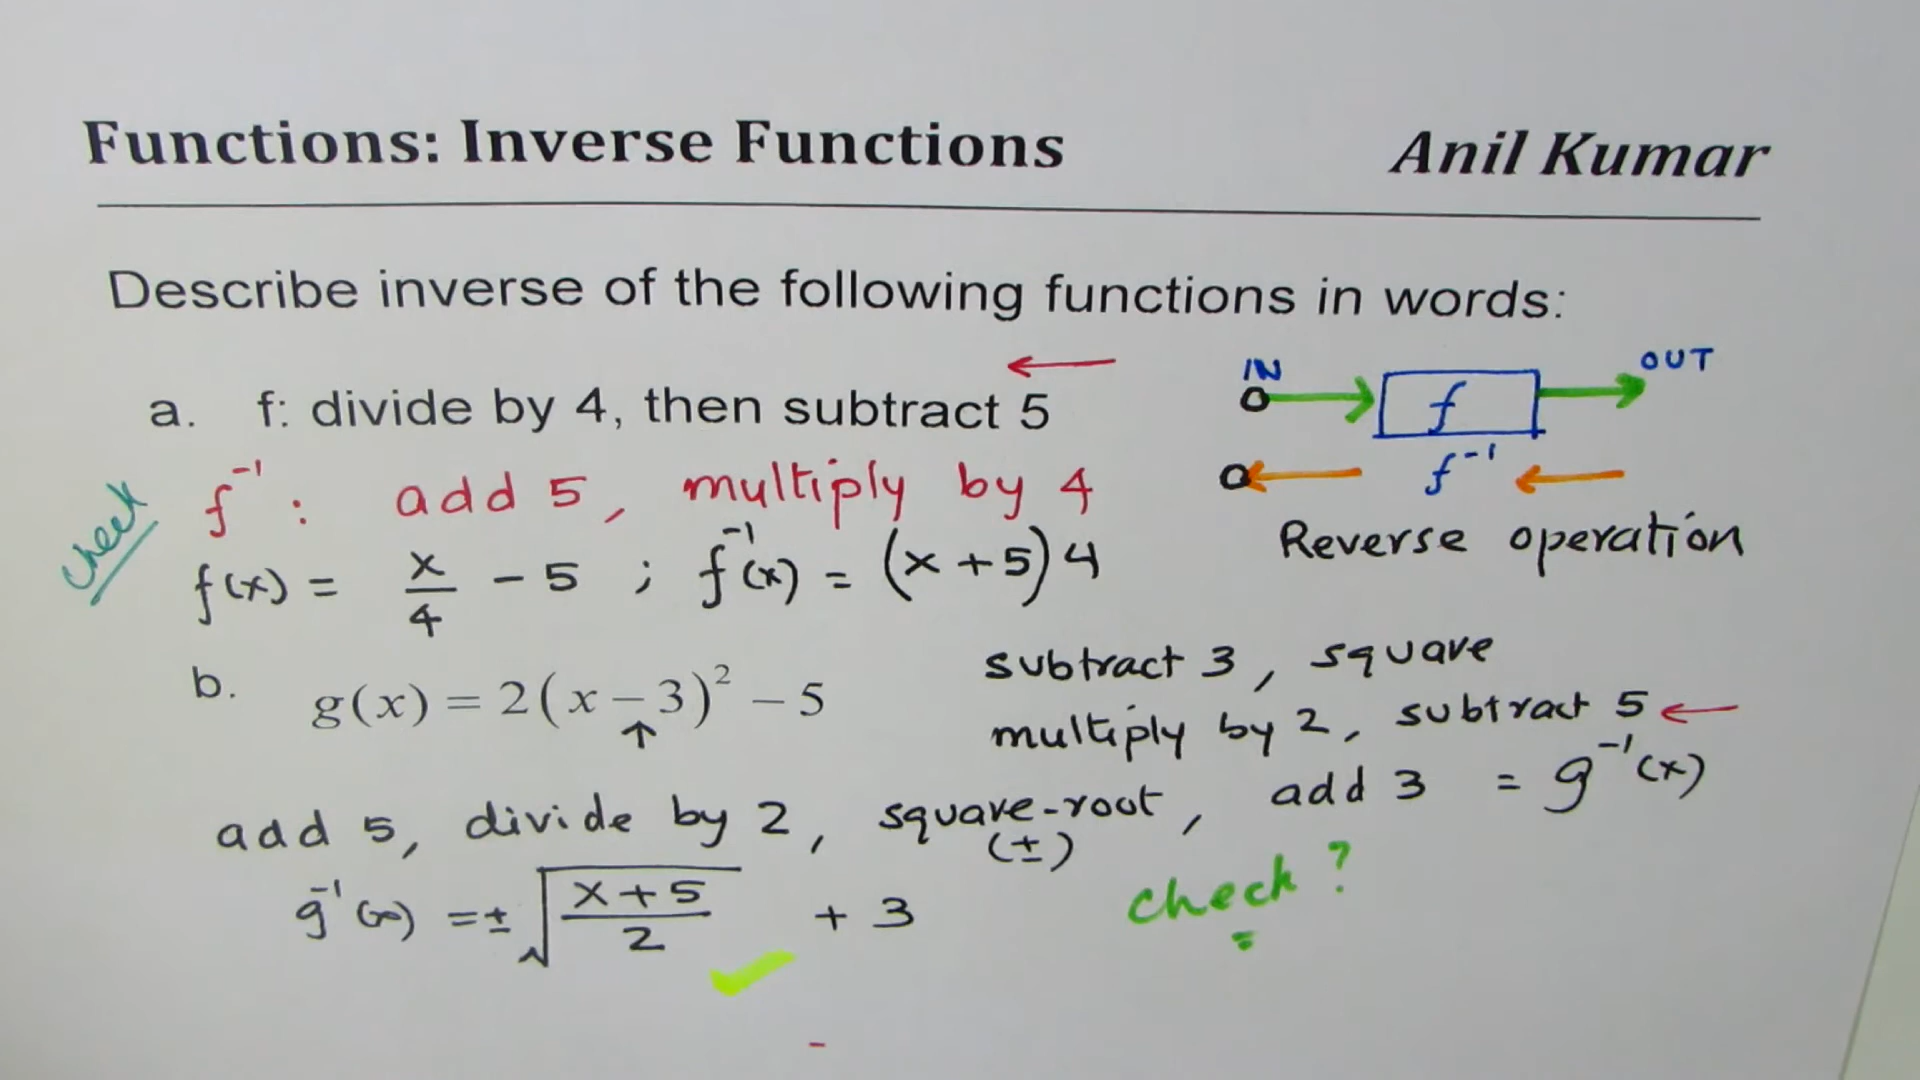 Functions: Inverse Functions Anil Kumar
Describe inverse of the following functions in words:
a. f: divide by 4, then subtract 5
IN f OUT
f⁻¹
Reverse operation
check
f⁻¹: add 5, multiply by 4
f(x) = x/4 - 5 ; f⁻¹(x) = (x+5)4
b. g(x) = 2(x-3)² - 5
subtract 3, square
multiply by 2, subtract 5
add 5, divide by 2, square-root, add 3 = g⁻¹(x)
(±)
g⁻¹(x) = ± √((x+5)/2) + 3
check?